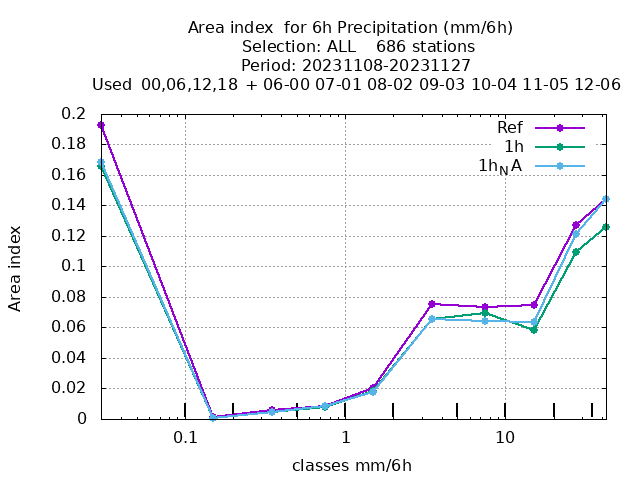 Area index  for 6h Precipitation (mm/6h)
Selection: ALL    686 stations
Period: 20231108-20231127
Used  00,06,12,18  + 06-00 07-01 08-02 09-03 10-04 11-05 12-06
0.2
0.18
0.16
0.14
0.12
0.1
0.08
0.06
0.04
0.02
0
Area index
Ref
1h
1hNA
0.1
1
10
classes mm/6h